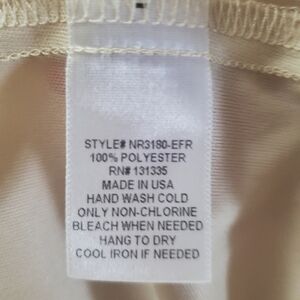 STYLE# NR3180-EFR
100% POLYESTER
RN# 131335
MADE IN USA
HAND WASH COLD
ONLY NON-CHLORINE
BLEACH WHEN NEEDED
HANG TO DRY
COOL IRON IF NEEDED